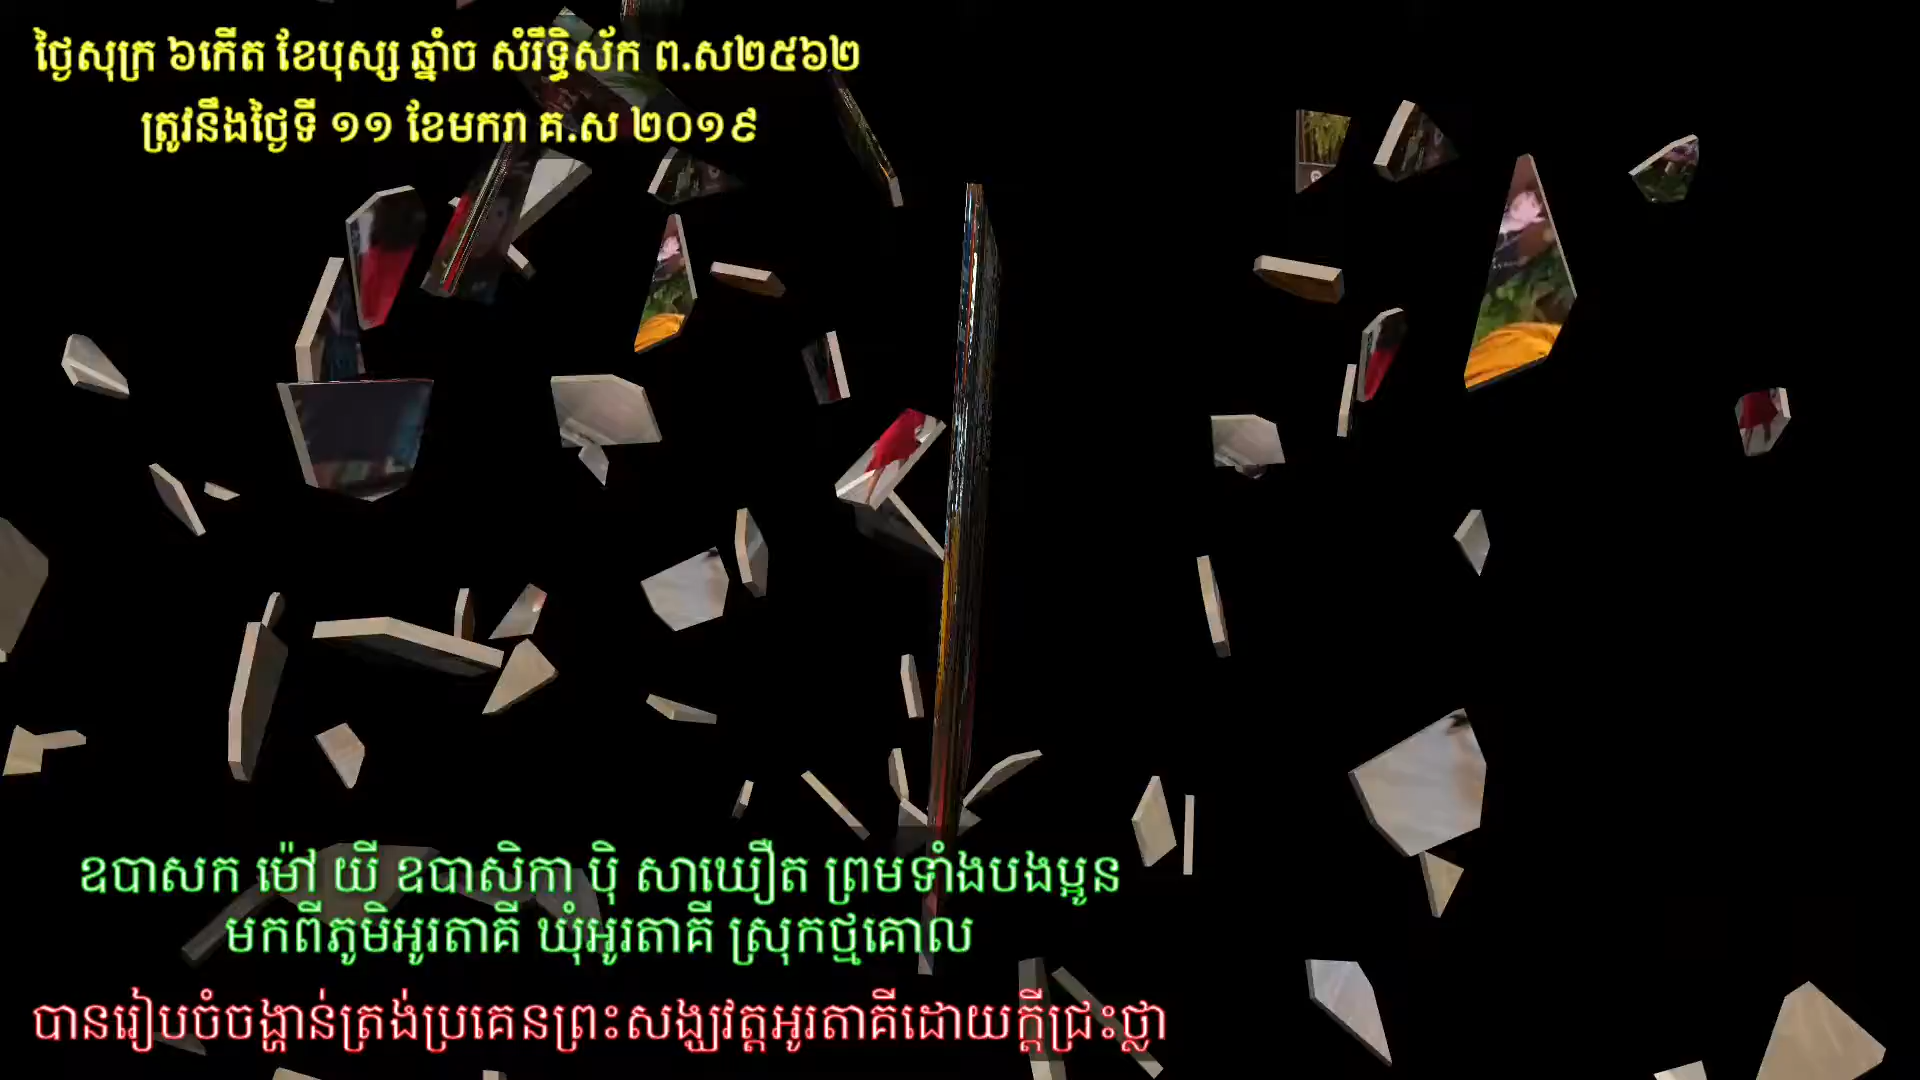 ថ្ងៃសុក្រ ៦កើត ខែបុស្ស ឆ្នាំច សំរឹទ្ធិស័ក ព.ស២៥៦២
ត្រូវនឹងថ្ងៃទី ១១ ខែមករា គ.ស ២០១៩
ឧបាសក ម៉ៅ យី ឧបាសិកា ប៉ិ សាឃឿត ព្រមទាំងបងប្អូន
មកពីភូមិអូរតាគី ឃុំអូរតាគី ស្រុកថ្មគោល
បានរៀបចំចង្ហាន់ត្រង់ប្រគេនព្រះសង្ឃវត្តអូរតាគីដោយក្ដីជ្រះថ្លា